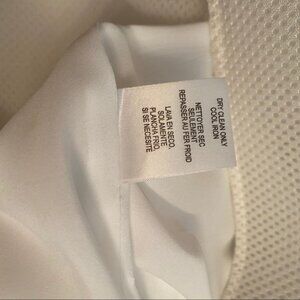 DRY CLEAN ONLY
COOL IRON
NETTOYER SEC
SEULEMENT
REPASSER AU FER FROID
LAVA EN SECO,
SOLAMENTE
PLANCHA FRIO,
SI SE NECESITE